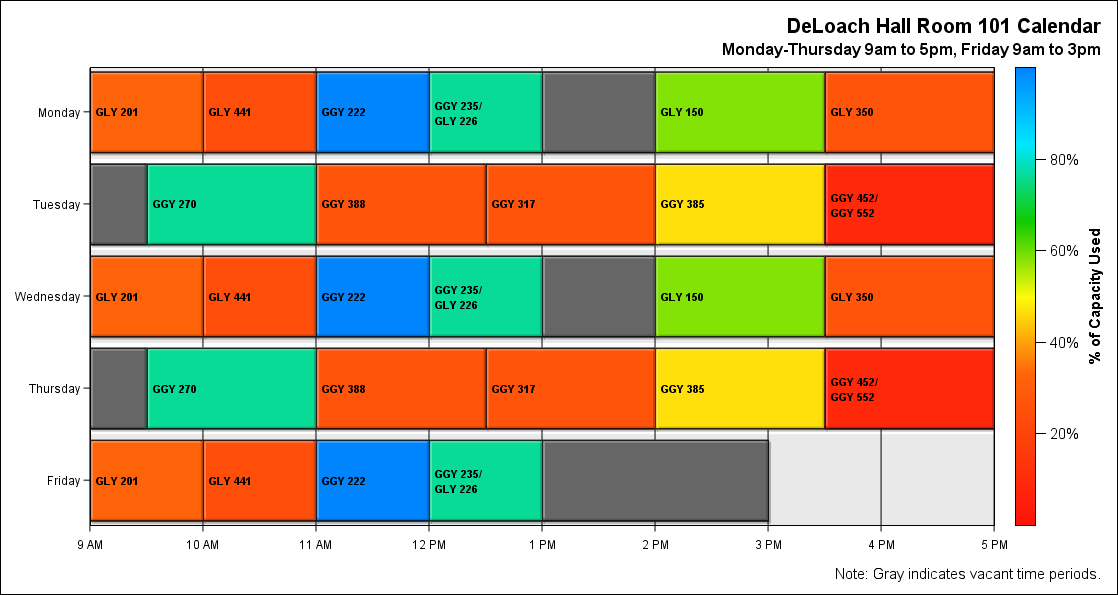 DeLoach Hall Room 101 Calendar
Monday-Thursday 9am to 5pm, Friday 9am to 3pm
Monday
GLY 201
GLY 441
GGY 222
GGY 235/
GLY 226
GLY 150
GLY 350
Tuesday
GGY 270
GGY 388
GGY 317
GGY 385
GGY 452/
GGY 552
Wednesday
GLY 201
GLY 441
GGY 222
GGY 235/
GLY 226
GLY 150
GLY 350
Thursday
GGY 270
GGY 388
GGY 317
GGY 385
GGY 452/
GGY 552
Friday
GLY 201
GLY 441
GGY 222
GGY 235/
GLY 226
9 AM
10 AM
11 AM
12 PM
1 PM
2 PM
3 PM
4 PM
5 PM
80%
60%
40%
20%
% of Capacity Used
Note: Gray indicates vacant time periods.